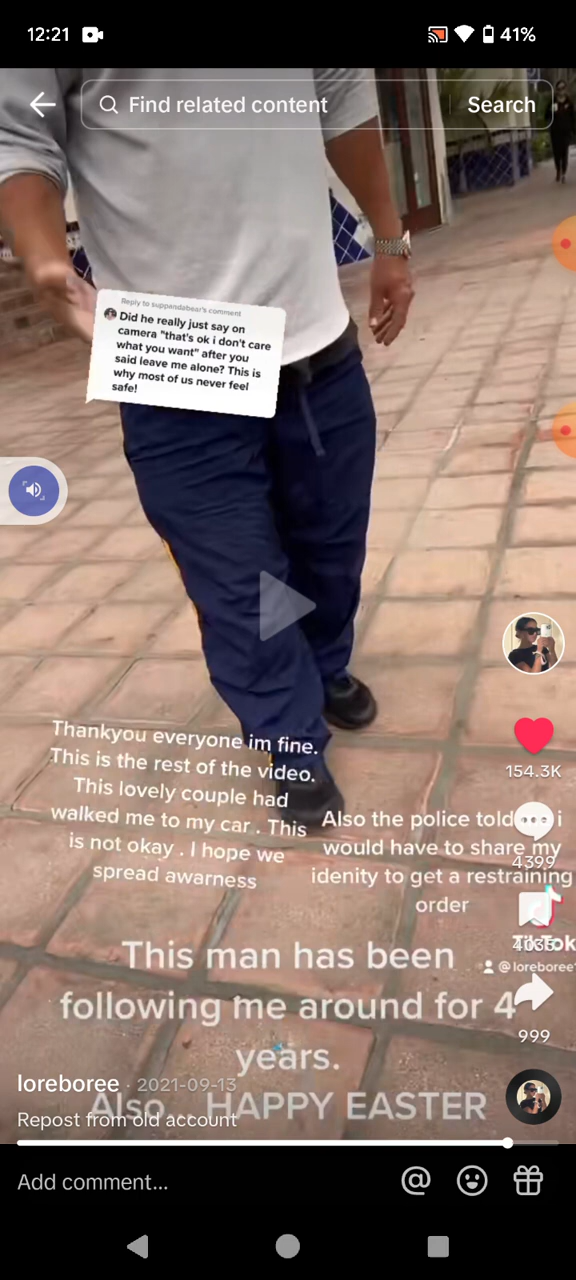 12:21
41%
Find related content
Search
Reply to suppandabear's comment
Did he really just say on
camera "that's ok i don't care
what you want" after you
said leave me alone? This is
why most of us never feel
safe!
Thankyou everyone im fine.
This is the rest of the video.
This lovely couple had
walked me to my car . This
is not okay . I hope we
spread awarness
Also the police told i
would have to share my
idenity to get a restraining
order
154.3K
4399
TikTok
@loreboree
999
This man has been
following me around for 4
years.
Also... HAPPY EASTER
loreboree · 2021-09-13
Repost from old account
Add comment...